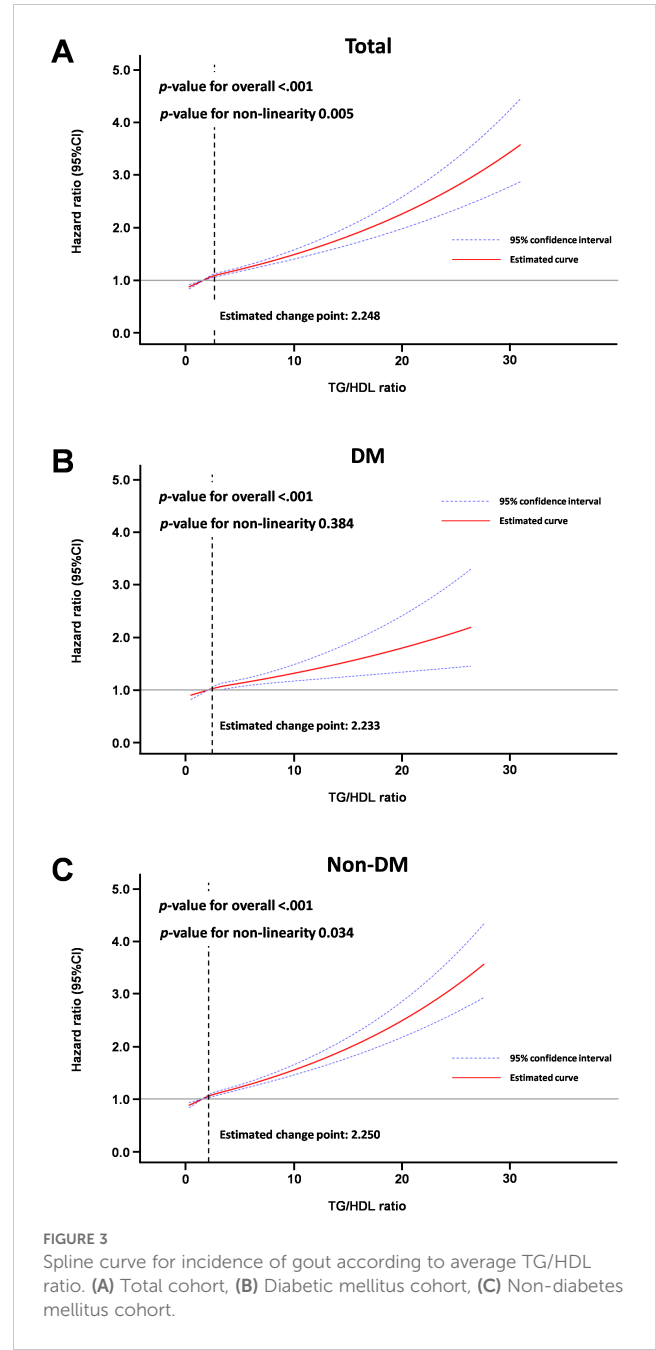 A
Total
5.0
4.0
3.0
2.0
1.0
0.0
Hazard ratio (95%CI)
p-value for overall <.001
p-value for non-linearity 0.005
95% confidence interval
Estimated curve
Estimated change point: 2.248
0 10 20 30
TG/HDL ratio
B
DM
5.0
4.0
3.0
2.0
1.0
0.0
Hazard ratio (95%CI)
p-value for overall <.001
p-value for non-linearity 0.384
95% confidence interval
Estimated curve
Estimated change point: 2.233
0 10 20 30
TG/HDL ratio
C
Non-DM
5.0
4.0
3.0
2.0
1.0
0.0
Hazard ratio (95%CI)
p-value for overall <.001
p-value for non-linearity 0.034
95% confidence interval
Estimated curve
Estimated change point: 2.250
0 10 20 30
TG/HDL ratio
FIGURE 3
Spline curve for incidence of gout according to average TG/HDL
ratio. (A) Total cohort, (B) Diabetic mellitus cohort, (C) Non-diabetes
mellitus cohort.